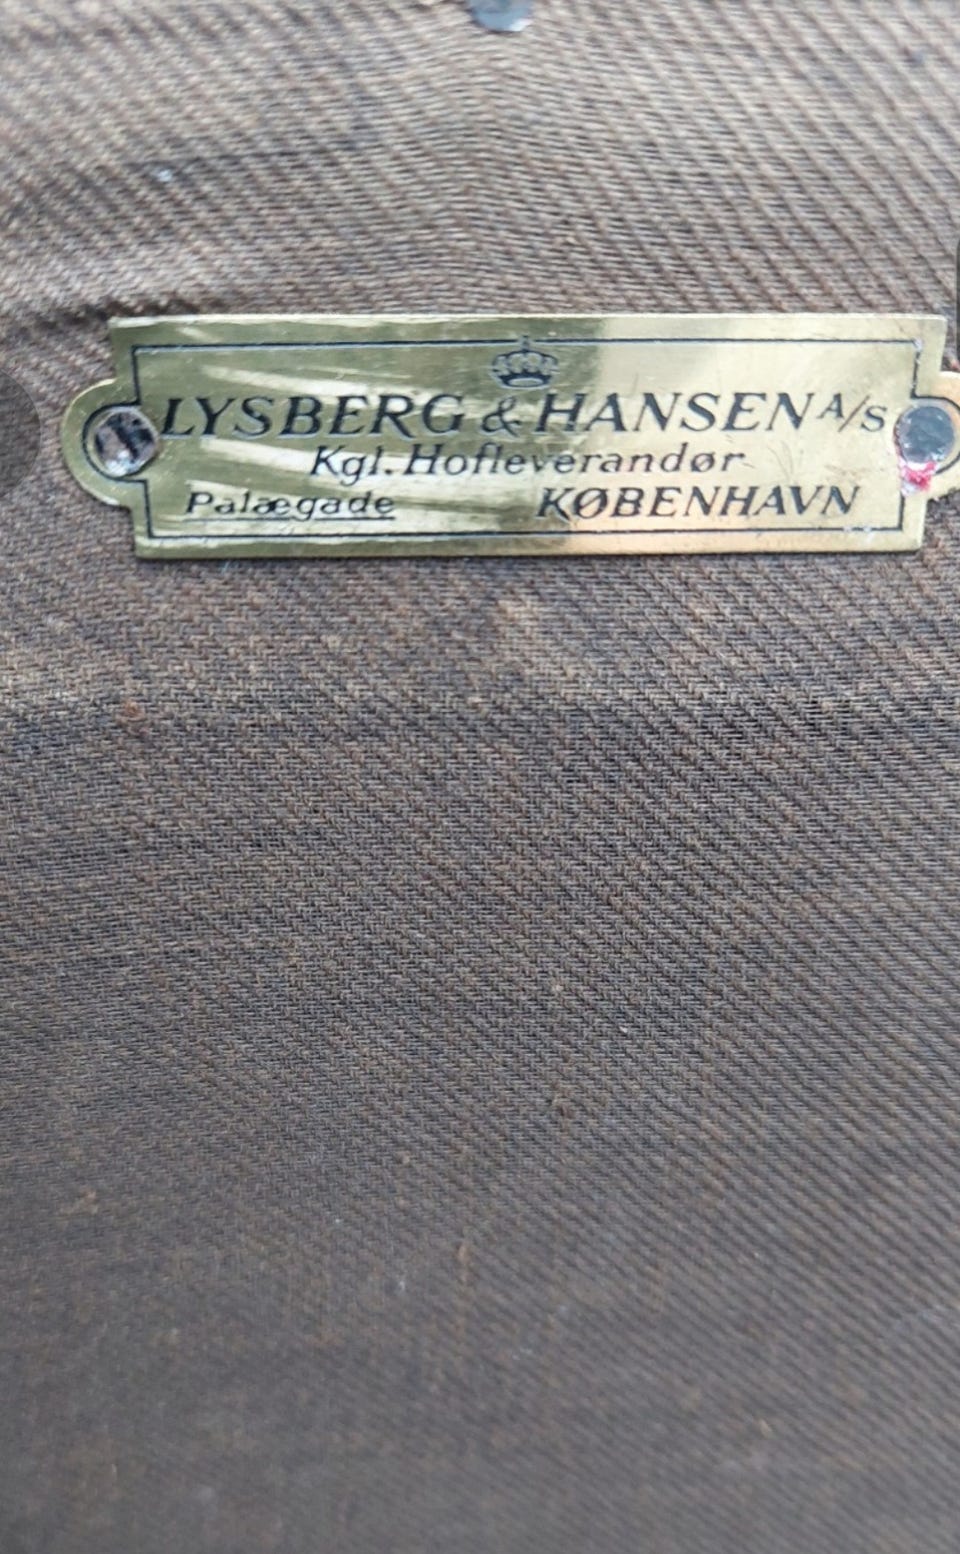 LYSBERG & HANSEN A/S
Kgl. Hofleverandør
Palægade KØBENHAVN